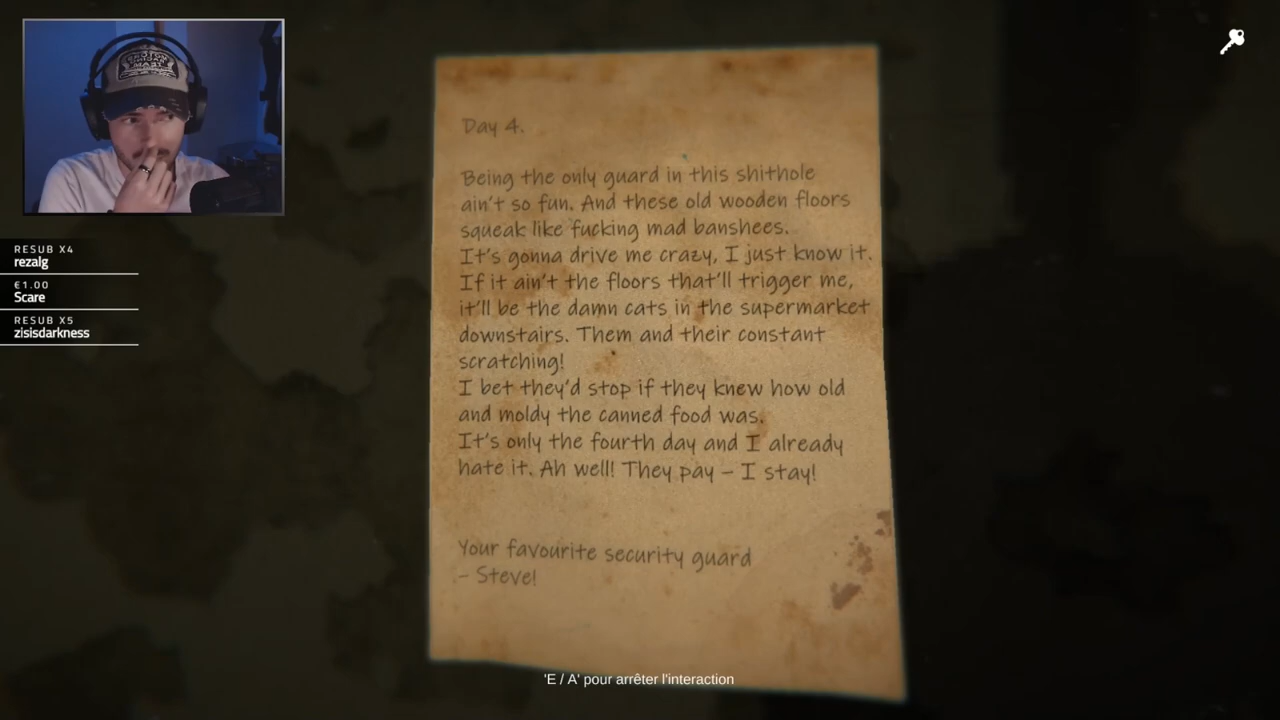 RESUB X4
rezalg
€1.00
Scare
RESUB X5
zisisdarkness
Day 4.
Being the only guard in this shithole
ain't so fun. And these old wooden floors
squeak like fucking mad banshees.
It's gonna drive me crazy, I just know it.
If it ain't the floors that'll trigger me,
it'll be the damn cats in the supermarket
downstairs. Them and their constant
scratching!
I bet they'd stop if they knew how old
and moldy the canned food was.
It's only the fourth day and I already
hate it. Ah well! They pay – I stay!
Your favourite security guard
- Steve!
'E / A' pour arrêter l'interaction